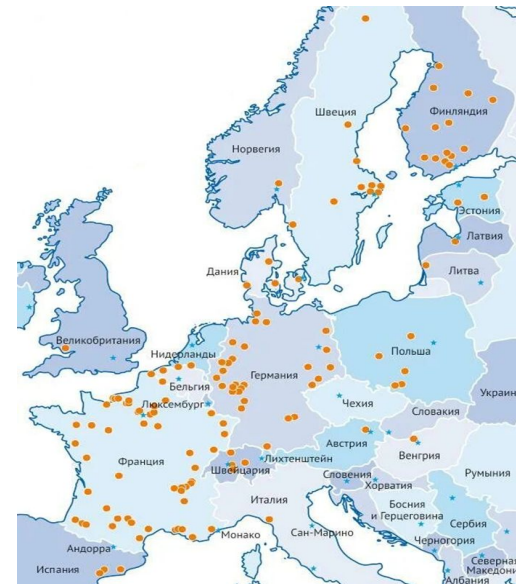 Швеция
Финляндия
Норвегия
Эстония
Латвия
Дания
Литва
Великобритания
Нидерланды
Польша
Бельгия
Германия
Украин
Люксембург
Чехия
Словакия
Франция
Австрия
Лихтенштейн
Венгрия
Швейцария
Румыния
Словения
Хорватия
Италия
Босния
и Герцеговина
Сербия
Монако
Сан-Марино
Черногория
Андорра
Испания
Северная
Македони
Албания